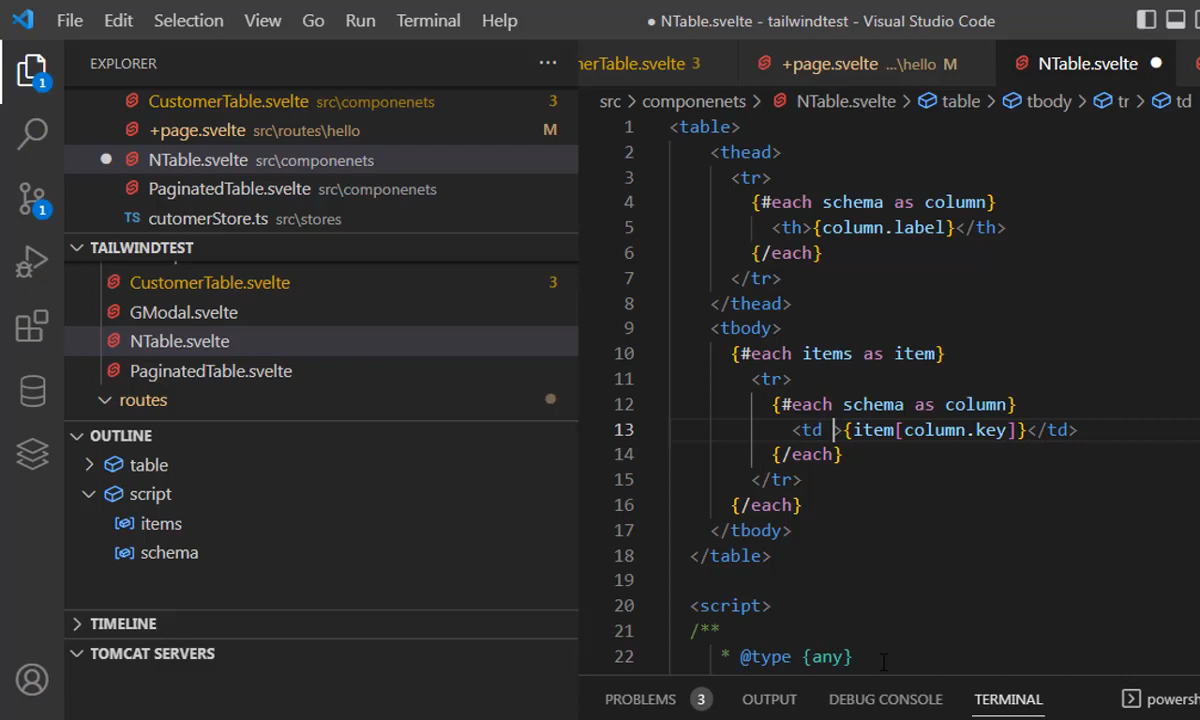 File Edit Selection View Go Run Terminal Help ● NTable.svelte - tailwindtest - Visual Studio Code
EXPLORER ···
CustomerTable.svelte src\componenets 3
+page.svelte src\routes\hello M
● NTable.svelte src\componenets
PaginatedTable.svelte src\componenets
TS cutomerStore.ts src\stores
TAILWINDTEST
CustomerTable.svelte 3
GModal.svelte
NTable.svelte
PaginatedTable.svelte
routes
OUTLINE
table
script
items
schema
TIMELINE
TOMCAT SERVERS
1
1
nerTable.svelte 3 +page.svelte ...\hello M NTable.svelte ●
src > componenets > NTable.svelte > table > tbody > tr > td
1 <table>
2 <thead>
3 <tr>
4 {#each schema as column}
5 <th>{column.label}</th>
6 {/each}
7 </tr>
8 </thead>
9 <tbody>
10 {#each items as item}
11 <tr>
12 {#each schema as column}
13 <td >{item[column.key]}</td>
14 {/each}
15 </tr>
16 {/each}
17 </tbody>
18 </table>
19
20 <script>
21 /**
22 * @type {any}
PROBLEMS 3 OUTPUT DEBUG CONSOLE TERMINAL powersh